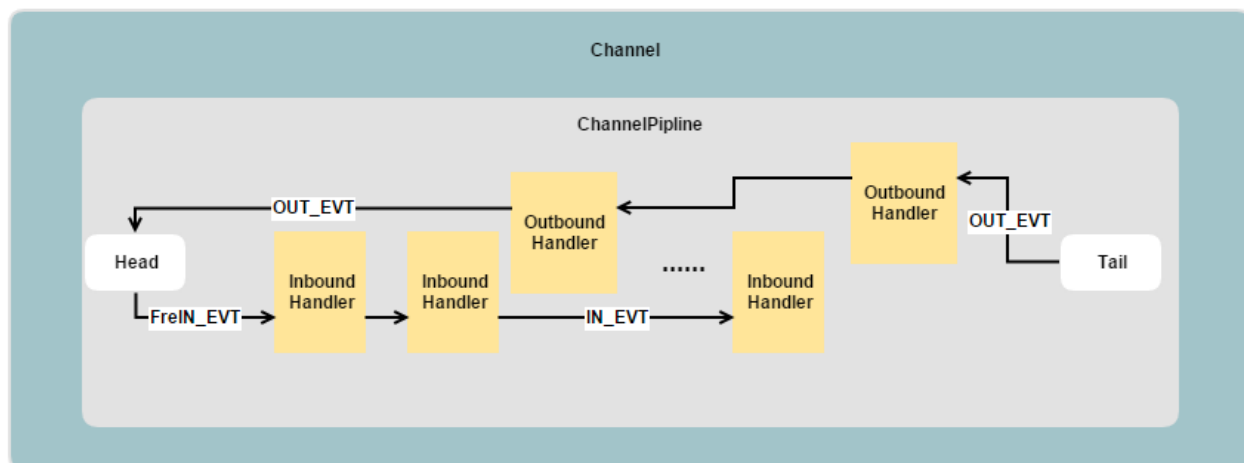 Channel
ChannelPipline
Outbound
Handler
OUT_EVT
OUT_EVT
Outbound
Handler
Head
Tail
Inbound
Handler
Inbound
Handler
......
Inbound
Handler
FreIN_EVT
IN_EVT